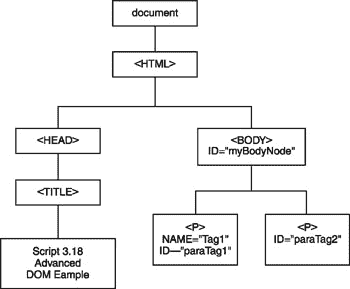 document
<HTML>
<HEAD>
<BODY>
ID="myBodyNode"
<TITLE>
<P>
NAME="Tag1"
ID—"paraTag1"
<P>
ID="paraTag2"
Script 3.18
Advanced
DOM Eample